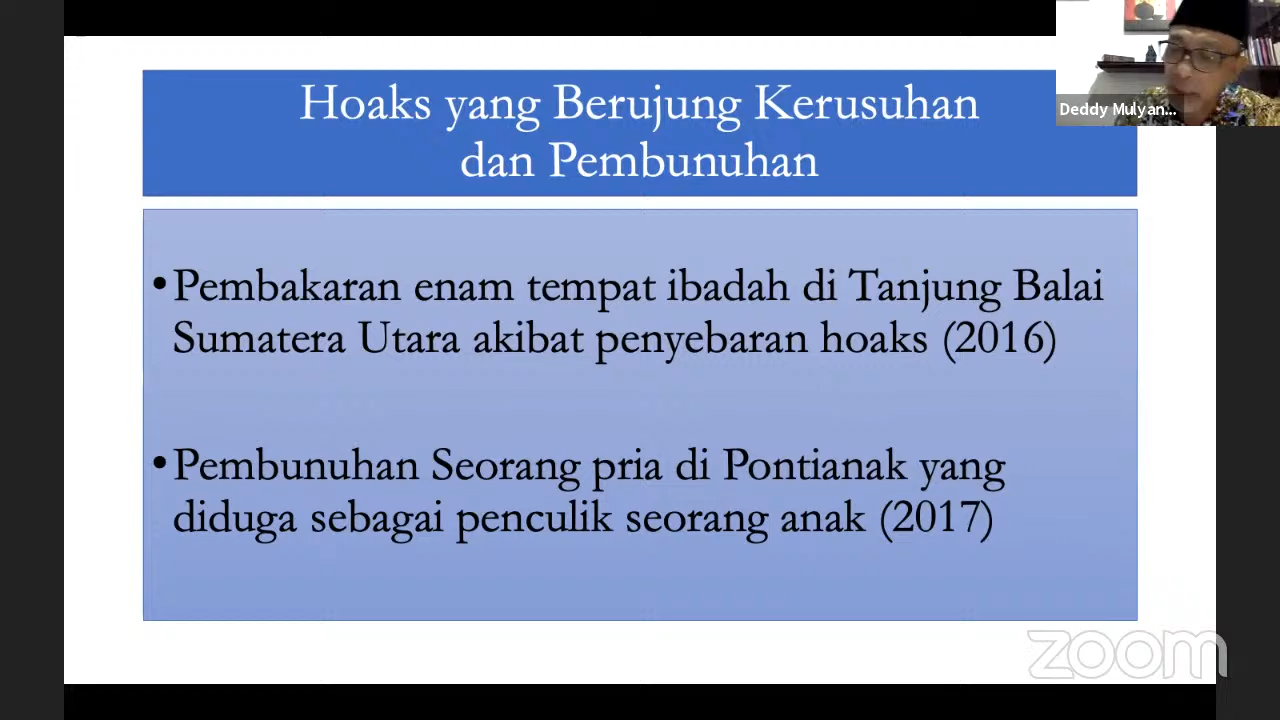 Hoaks yang Berujung Kerusuhan
dan Pembunuhan
Deddy Mulyan...
•Pembakaran enam tempat ibadah di Tanjung Balai
Sumatera Utara akibat penyebaran hoaks (2016)
•Pembunuhan Seorang pria di Pontianak yang
diduga sebagai penculik seorang anak (2017)
zoom